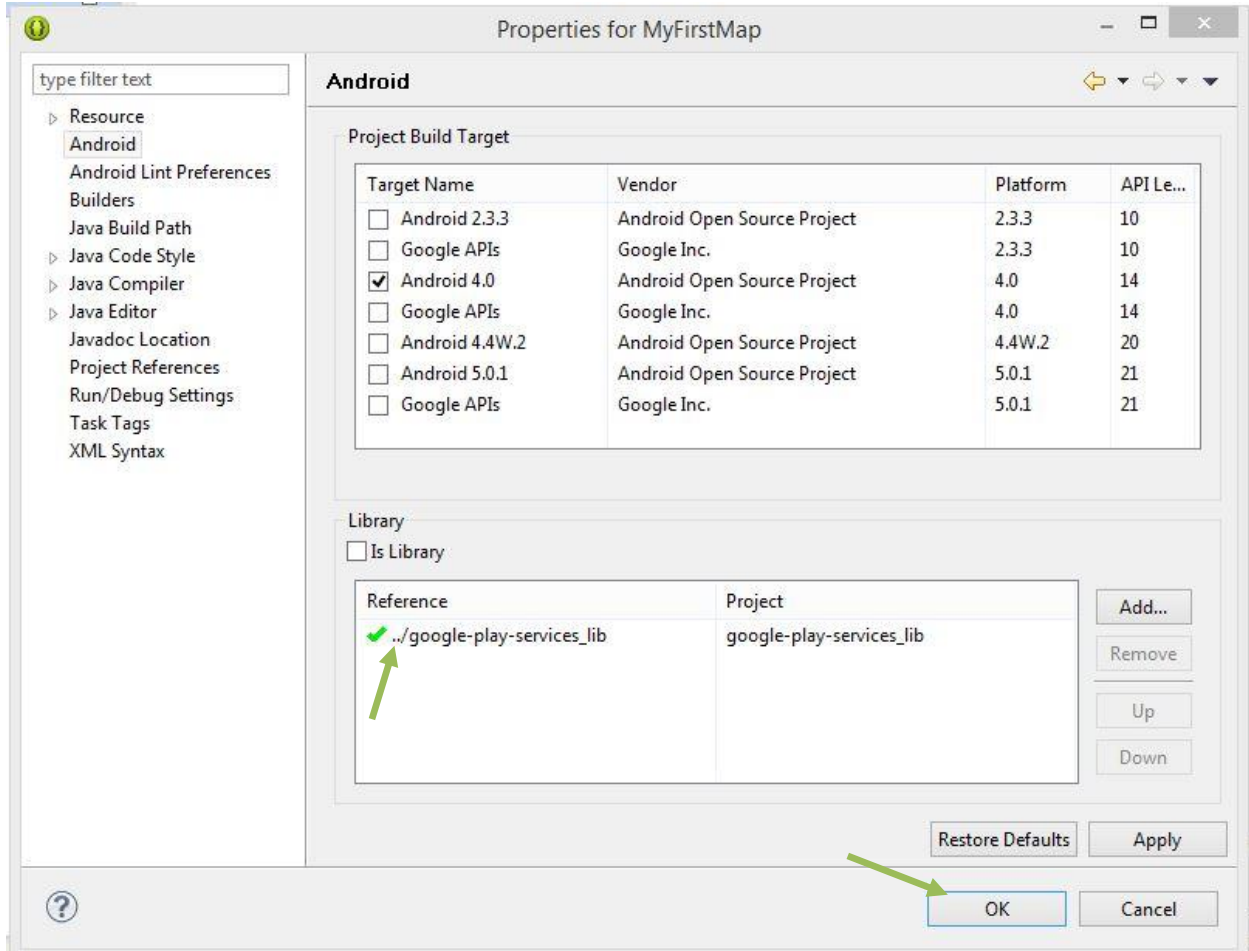 Properties for MyFirstMap
type filter text
Resource
Android
Android Lint Preferences
Builders
Java Build Path
Java Code Style
Java Compiler
Java Editor
Javadoc Location
Project References
Run/Debug Settings
Task Tags
XML Syntax
Android
Project Build Target
Target Name Vendor Platform API Le...
Android 2.3.3 Android Open Source Project 2.3.3 10
Google APIs Google Inc. 2.3.3 10
Android 4.0 Android Open Source Project 4.0 14
Google APIs Google Inc. 4.0 14
Android 4.4W.2 Android Open Source Project 4.4W.2 20
Android 5.0.1 Android Open Source Project 5.0.1 21
Google APIs Google Inc. 5.0.1 21
Library
Is Library
Reference Project
../google-play-services_lib google-play-services_lib
Add...
Remove
Up
Down
Restore Defaults Apply
? OK Cancel